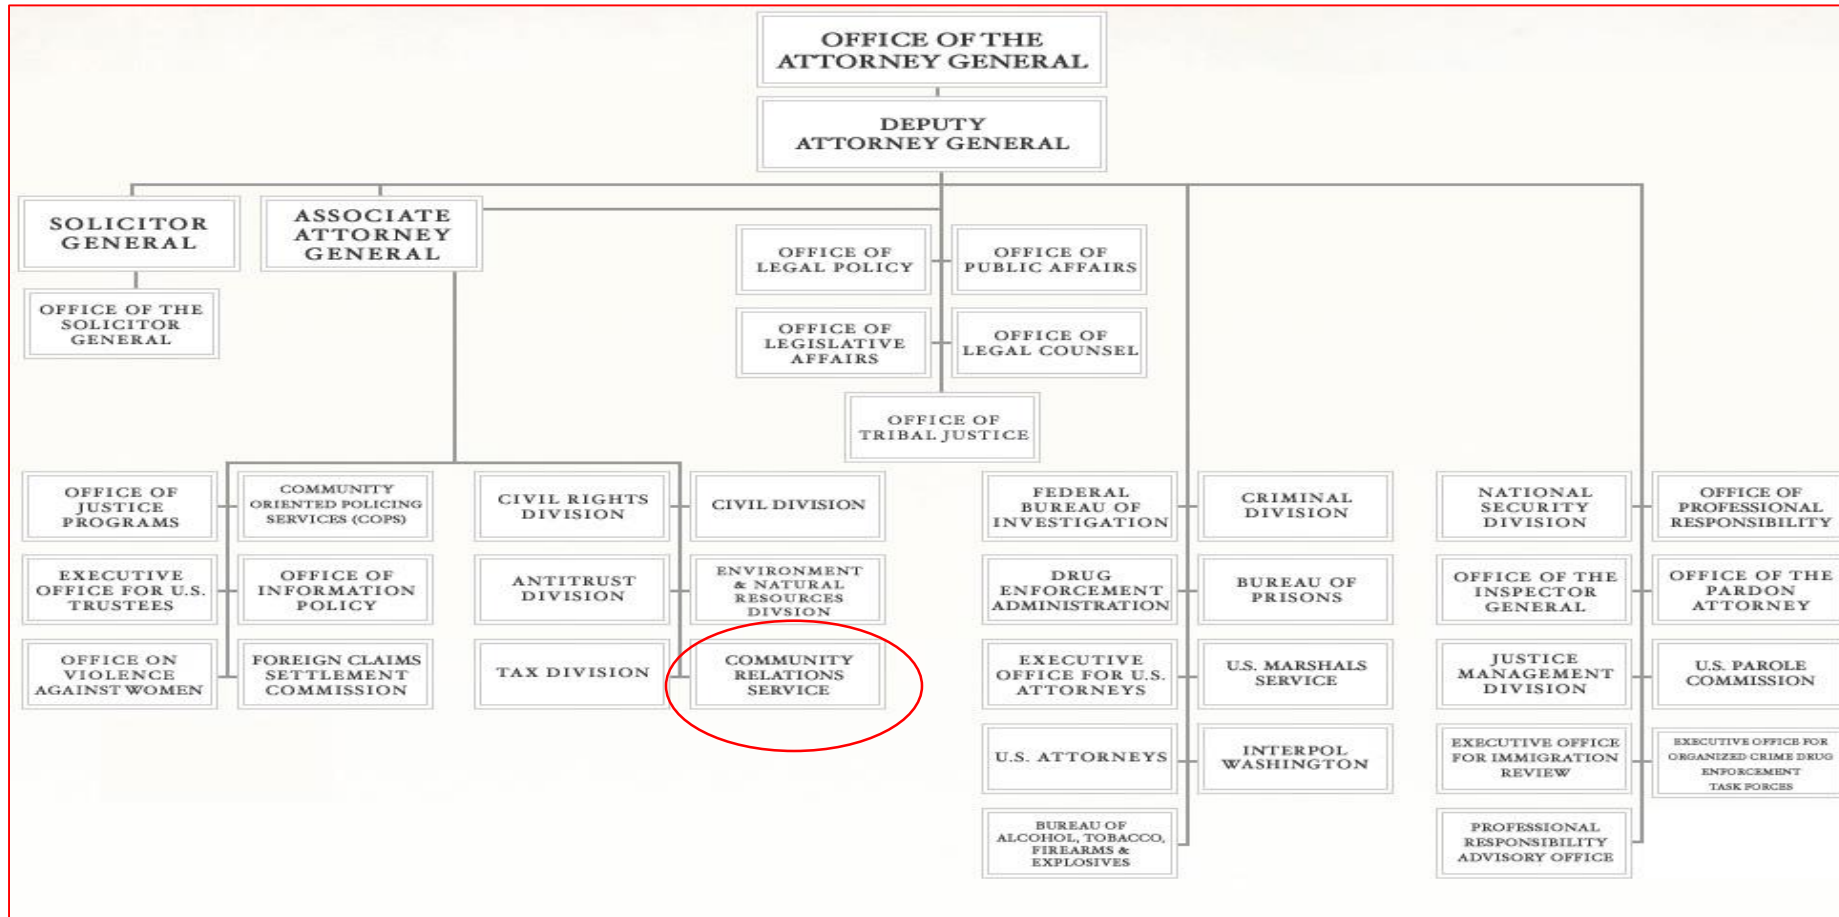 OFFICE OF THE
ATTORNEY GENERAL
DEPUTY
ATTORNEY GENERAL
SOLICITOR
GENERAL
ASSOCIATE
ATTORNEY
GENERAL
OFFICE OF THE
SOLICITOR
GENERAL
OFFICE OF
LEGAL POLICY
OFFICE OF
PUBLIC AFFAIRS
OFFICE OF
LEGISLATIVE
AFFAIRS
OFFICE OF
LEGAL COUNSEL
OFFICE OF
TRIBAL JUSTICE
OFFICE OF
JUSTICE
PROGRAMS
COMMUNITY
ORIENTED POLICING
SERVICES (COPS)
EXECUTIVE
OFFICE FOR U.S.
TRUSTEES
OFFICE OF
INFORMATION
POLICY
OFFICE ON
VIOLENCE
AGAINST WOMEN
FOREIGN CLAIMS
SETTLEMENT
COMMISSION
CIVIL RIGHTS
DIVISION
CIVIL DIVISION
ANTITRUST
DIVISION
ENVIRONMENT
& NATURAL
RESOURCES
DIVSION
TAX DIVISION
COMMUNITY
RELATIONS
SERVICE
FEDERAL
BUREAU OF
INVESTIGATION
CRIMINAL
DIVISION
DRUG
ENFORCEMENT
ADMINISTRATION
BUREAU OF
PRISONS
EXECUTIVE
OFFICE FOR U.S.
ATTORNEYS
U.S. MARSHALS
SERVICE
U.S. ATTORNEYS
INTERPOL
WASHINGTON
BUREAU OF
ALCOHOL, TOBACCO,
FIREARMS &
EXPLOSIVES
NATIONAL
SECURITY
DIVISION
OFFICE OF
PROFESSIONAL
RESPONSIBILITY
OFFICE OF THE
INSPECTOR
GENERAL
OFFICE OF THE
PARDON
ATTORNEY
JUSTICE
MANAGEMENT
DIVISION
U.S. PAROLE
COMMISSION
EXECUTIVE OFFICE
FOR IMMIGRATION
REVIEW
EXECUTIVE OFFICE FOR
ORGANIZED CRIME DRUG
ENFORCEMENT
TASK FORCES
PROFESSIONAL
RESPONSIBILITY
ADVISORY OFFICE